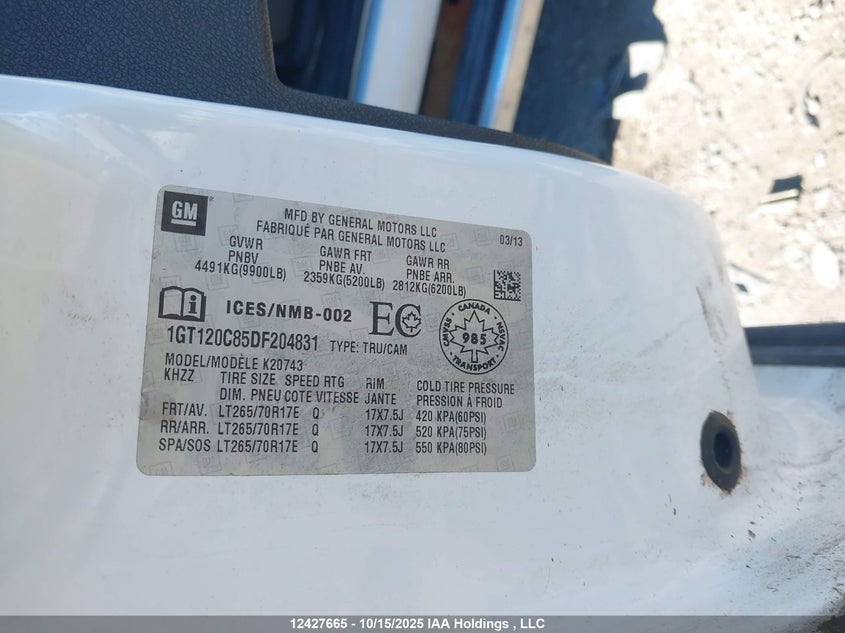 GM
MFD BY GENERAL MOTORS LLC
FABRIQUÉ PAR GENERAL MOTORS LLC
03/13
GVWR GAWR FRT GAWR RR
PNBV PNBE AV. PNBE ARR.
4491KG(9900LB) 2359KG(5200LB) 2812KG(6200LB)
ICES/NMB-002 EC
CANADA
SRAMT NSVAC
985
TRANSPORT
1GT120C85DF204831 TYPE: TRU/CAM
MODEL/MODÈLE K20743
KHZZ TIRE SIZE SPEED RTG RIM COLD TIRE PRESSURE
DIM. PNEU COTE VITESSE JANTE PRESSION À FROID
FRT/AV. LT265/70R17E Q 17X7.5J 420 KPA(60PSI)
RR/ARR. LT265/70R17E Q 17X7.5J 520 KPA(75PSI)
SPA/SOS LT265/70R17E Q 17X7.5J 550 KPA(80PSI)
12427665 - 10/15/2025 IAA Holdings , LLC